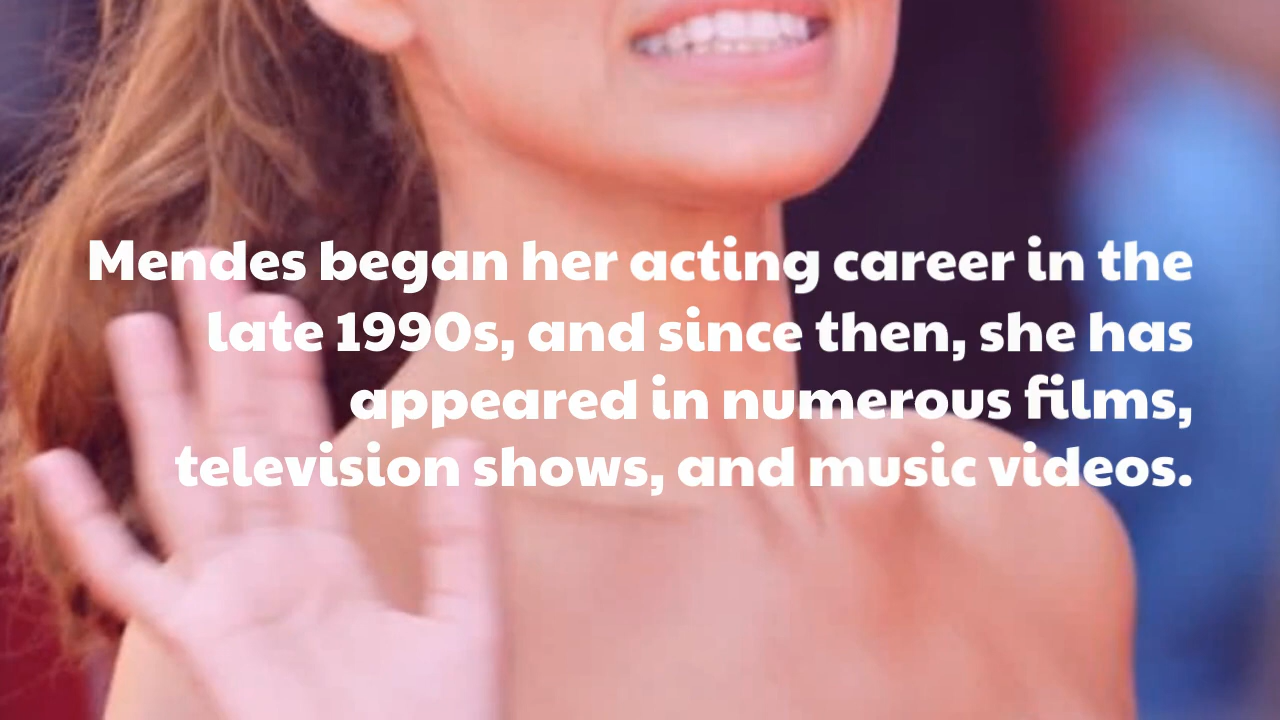 Mendes began her acting career in the
late 1990s, and since then, she has
appeared in numerous films,
television shows, and music videos.